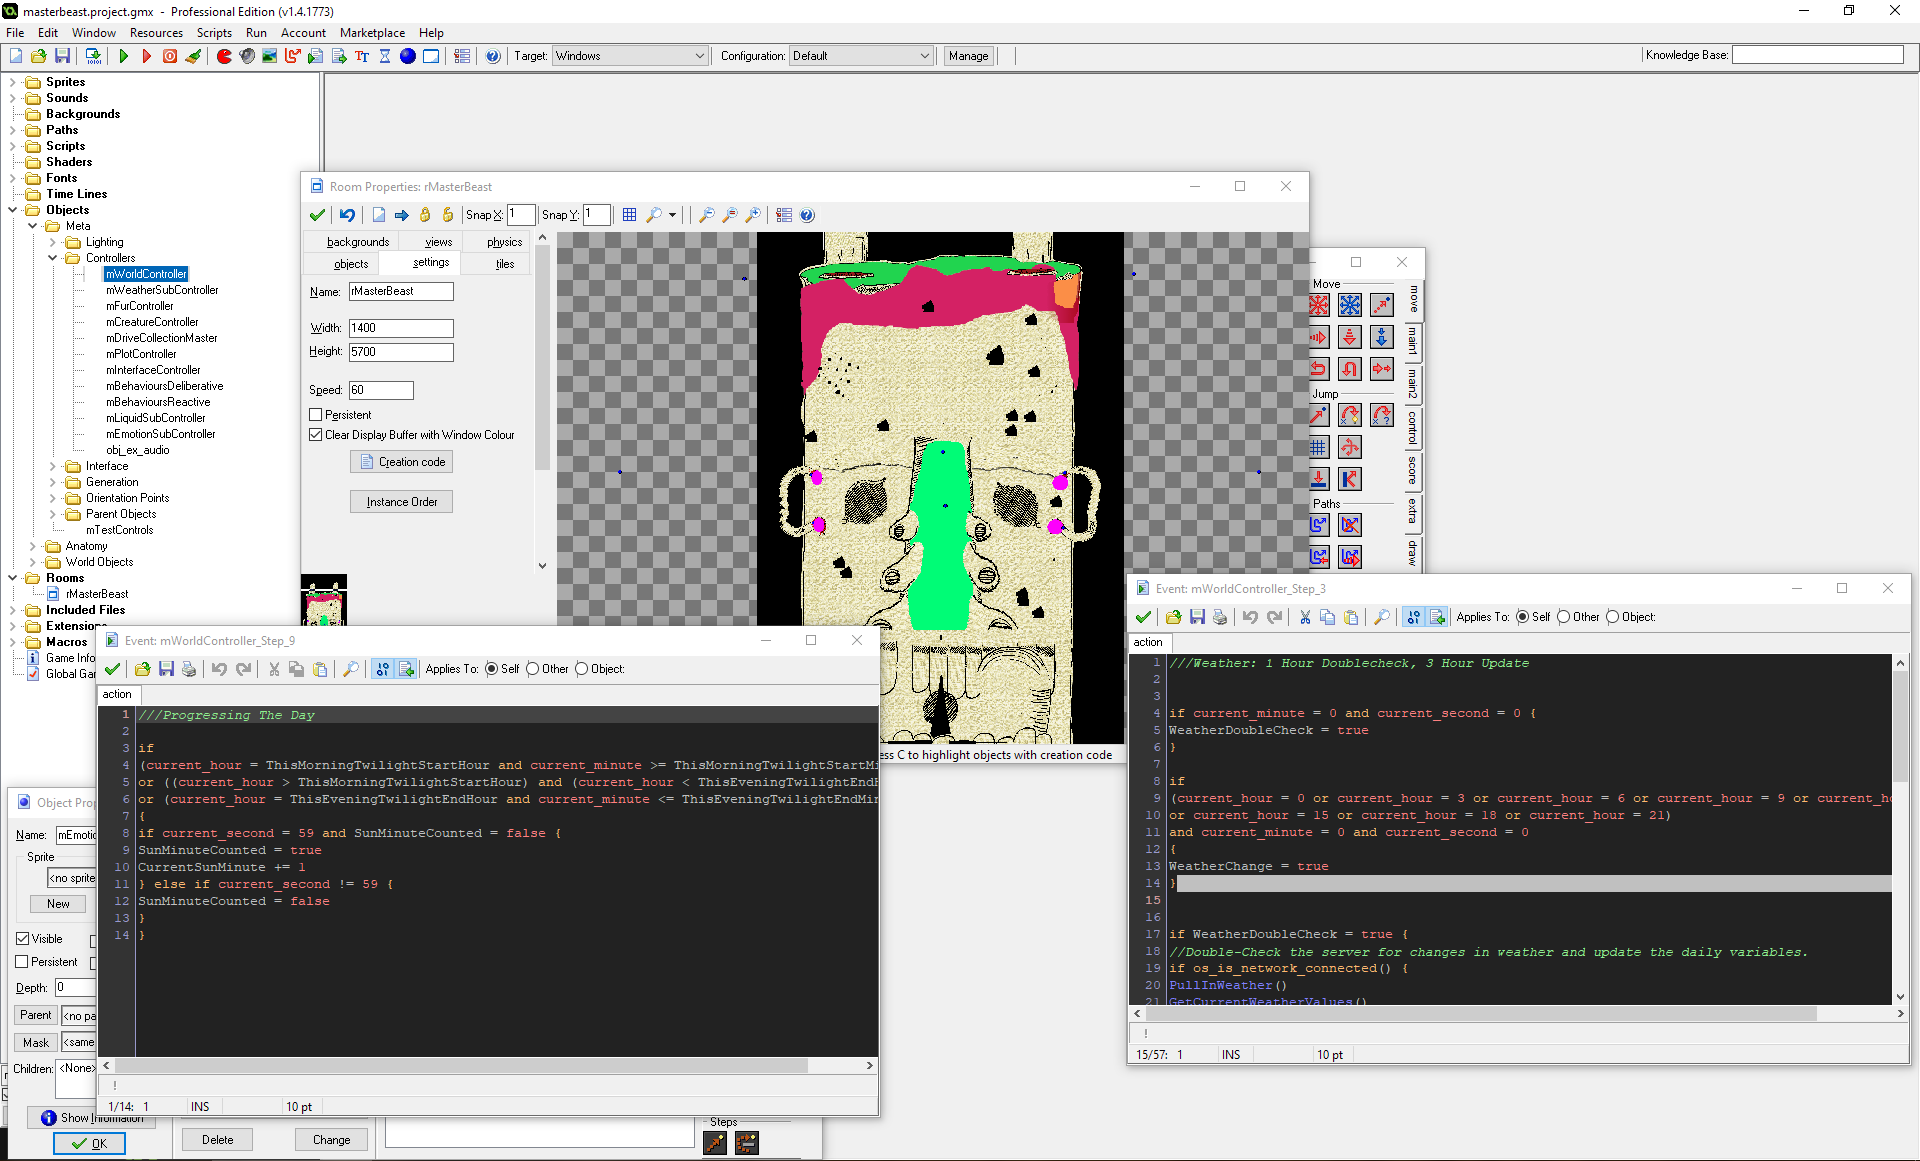 masterbeast.project.gmx - Professional Edition (v1.4.1773)
File Edit Window Resources Scripts Run Account Marketplace Help
Target: Windows Configuration: Default Manage Knowledge Base:
Sprites
Sounds
Backgrounds
Paths
Scripts
Shaders
Fonts
Time Lines
Objects
Meta
Lighting
Controllers
mWorldController
mWeatherSubController
mFurController
mCreatureController
mDriveCollectionMaster
mPlotController
mInterfaceController
mBehavioursDeliberative
mBehavioursReactive
mLiquidSubController
mEmotionSubController
obj_ex_audio
Interface
Generation
Orientation Points
Parent Objects
mTestControls
Anatomy
World Objects
Rooms
rMasterBeast
Included Files
Extensions
Macros
Game Info
Global Ga
Room Properties: rMasterBeast
Snap X: 1 Snap Y: 1
backgrounds views physics
objects settings tiles
Name: rMasterBeast
Width: 1400
Height: 5700
Speed: 60
Persistent
Clear Display Buffer with Window Colour
Creation code
Instance Order
ess C to highlight objects with creation code
Move
Jump
Paths
move
main1
main2
control
score
extra
draw
Event: mWorldController_Step_9
Applies To: Self Other Object:
action
1 ///Progressing The Day
2
3 if
4 (current_hour = ThisMorningTwilightStartHour and current_minute >= ThisMorningTwilightStartMi
5 or ((current_hour > ThisMorningTwilightStartHour) and (current_hour < ThisEveningTwilightEndH
6 or (current_hour = ThisEveningTwilightEndHour and current_minute <= ThisEveningTwilightEndMin
7 {
8 if current_second = 59 and SunMinuteCounted = false {
9 SunMinuteCounted = true
10 CurrentSunMinute += 1
11 } else if current_second != 59 {
12 SunMinuteCounted = false
13 }
14 }
!
1/14: 1 INS 10 pt
Event: mWorldController_Step_3
Applies To: Self Other Object:
action
1 ///Weather: 1 Hour Doublecheck, 3 Hour Update
2
3
4 if current_minute = 0 and current_second = 0 {
5 WeatherDoubleCheck = true
6 }
7
8 if
9 (current_hour = 0 or current_hour = 3 or current_hour = 6 or current_hour = 9 or current_h
10 or current_hour = 15 or current_hour = 18 or current_hour = 21)
11 and current_minute = 0 and current_second = 0
12 {
13 WeatherChange = true
14 }
15
16
17 if WeatherDoubleCheck = true {
18 //Double-Check the server for changes in weather and update the daily variables.
19 if os_is_network_connected() {
20 PullInWeather()
21 GetCurrentWeatherValues()
!
15/57: 1 INS 10 pt
Object Prop
Name: mEmotio
Sprite
<no sprite
New
Visible
Persistent
Depth: 0
Parent <no pa
Mask <same
Children: <None>
Show Information
OK
Delete Change
Steps